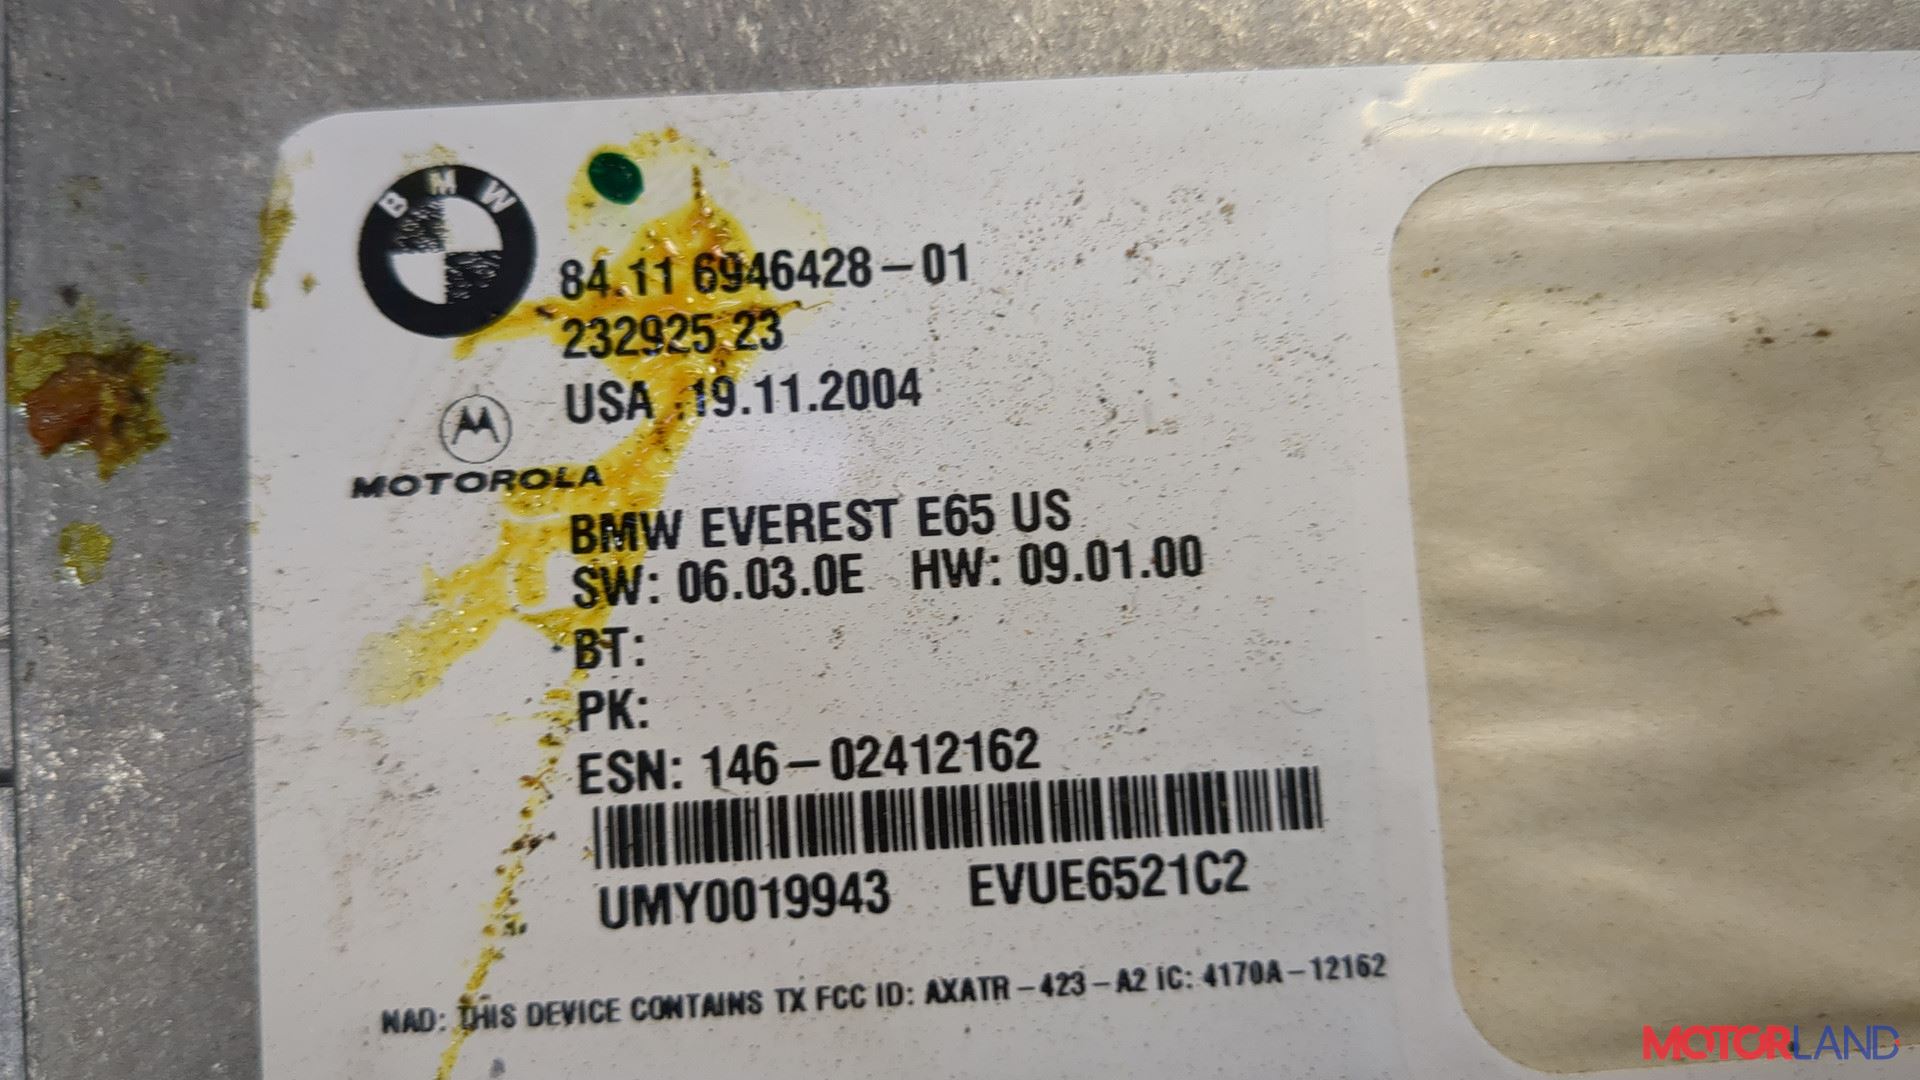 BMW
84.11 6946428-01
232925 23
USA 19.11.2004
MOTOROLA
BMW EVEREST E65 US
SW: 06.03.0E HW: 09.01.00
BT:
PK:
ESN: 146-02412162
UMY0019943 EVUE6521C2
NAD: THIS DEVICE CONTAINS TX FCC ID: AXATR-423-A2 IC: 4170A-12162
MOTORLAND